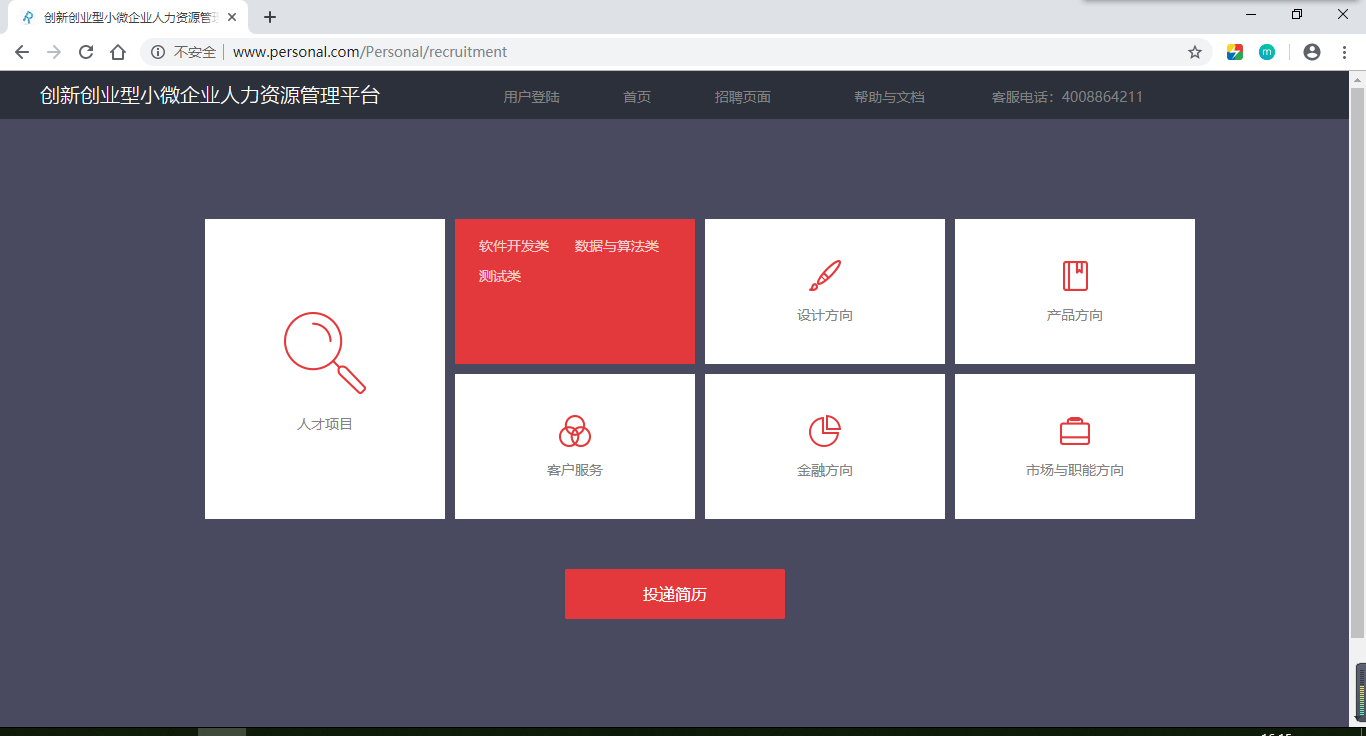 创新创业型小微企业人力资源管理
不安全 www.personal.com/Personal/recruitment
创新创业型小微企业人力资源管理平台 用户登陆 首页 招聘页面 帮助与文档 客服电话：4008864211
软件开发类 数据与算法类
测试类
设计方向
产品方向
人才项目
客户服务
金融方向
市场与职能方向
投递简历